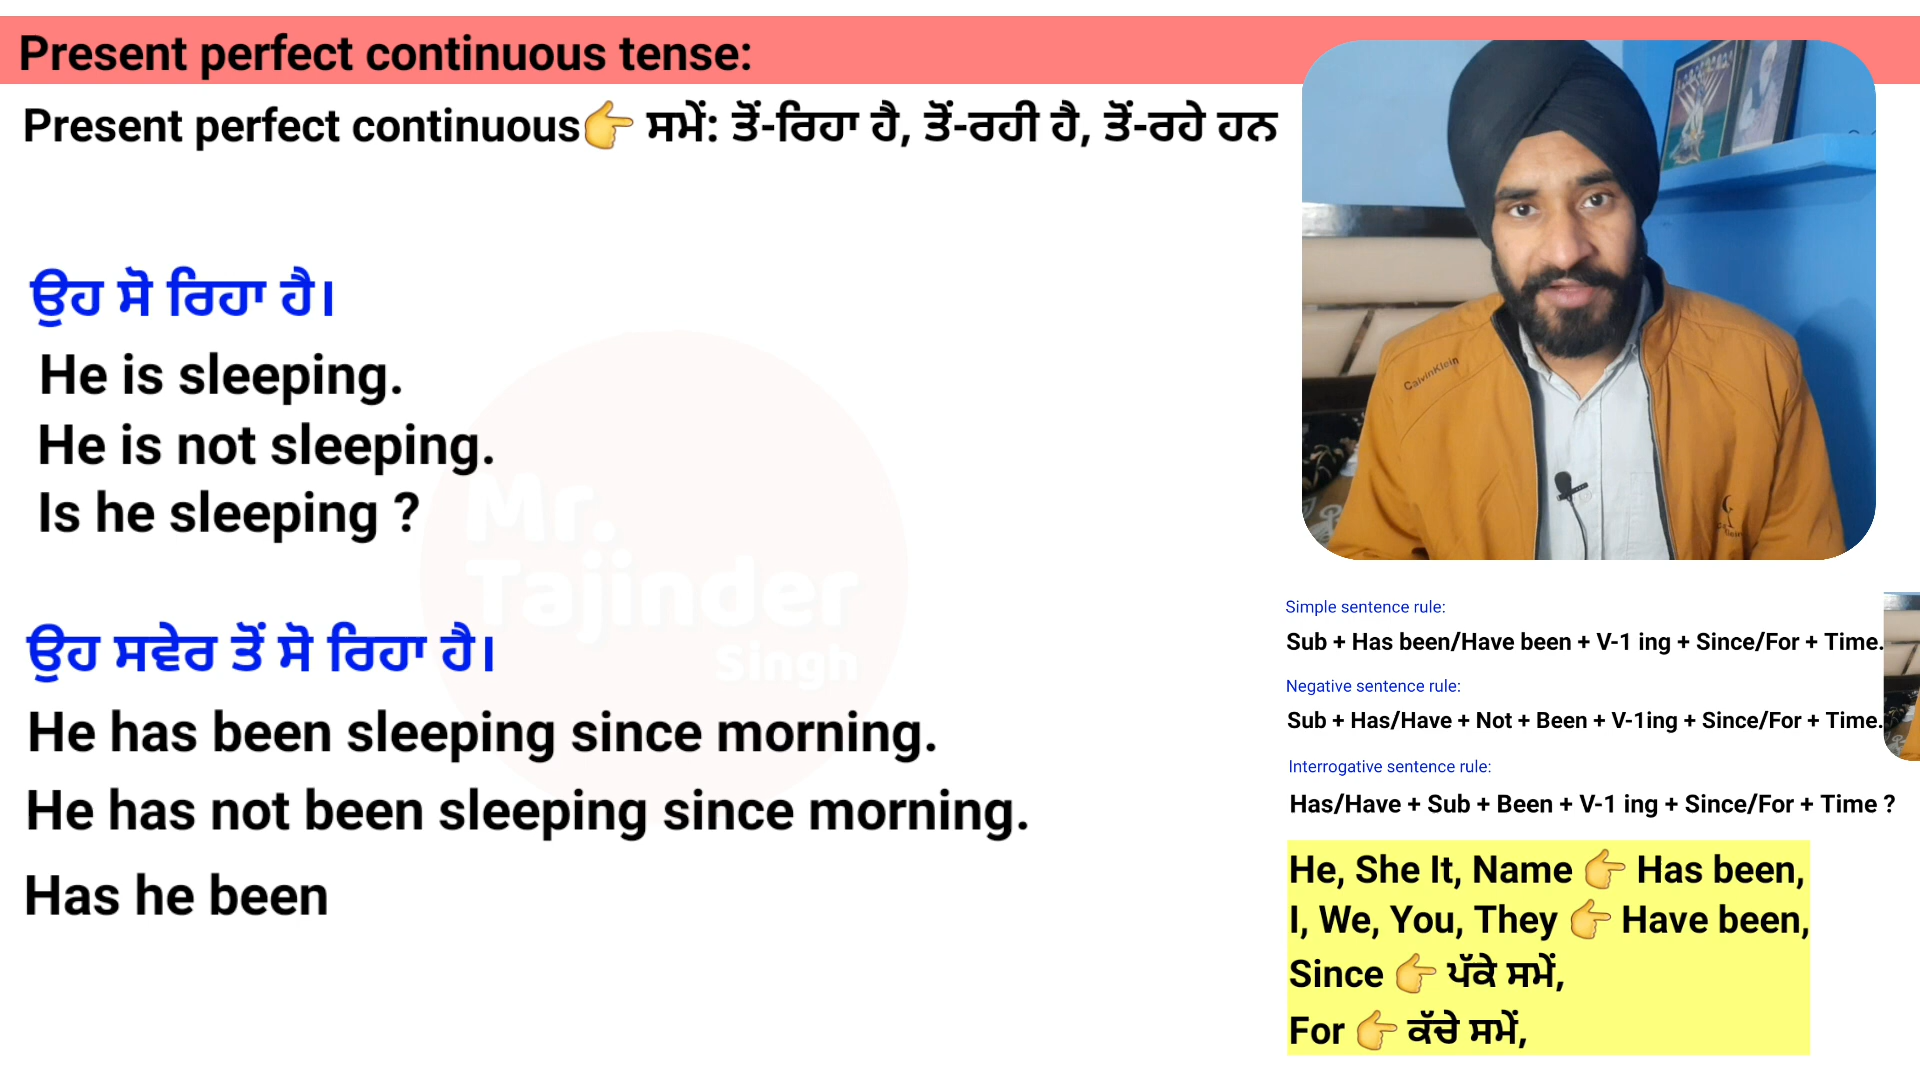 Present perfect continuous tense:
Present perfect continuous👉 ਸਮੇਂ: ਤੋਂ-ਰਿਹਾ ਹੈ, ਤੋਂ-ਰਹੀ ਹੈ, ਤੋਂ-ਰਹੇ ਹਨ
ਉਹ ਸੋ ਰਿਹਾ ਹੈ।
He is sleeping.
He is not sleeping.
Is he sleeping ?
Mr.
Tajinder
Singh
ਉਹ ਸਵੇਰ ਤੋਂ ਸੋ ਰਿਹਾ ਹੈ।
He has been sleeping since morning.
He has not been sleeping since morning.
Has he been
CalvinKlein
Simple sentence rule:
Sub + Has been/Have been + V-1 ing + Since/For + Time.
Negative sentence rule:
Sub + Has/Have + Not + Been + V-1ing + Since/For + Time.
Interrogative sentence rule:
Has/Have + Sub + Been + V-1 ing + Since/For + Time ?
He, She It, Name 👉 Has been,
I, We, You, They 👉 Have been,
Since 👉 ਪੱਕੇ ਸਮੇਂ,
For 👉 ਕੱਚੇ ਸਮੇਂ,